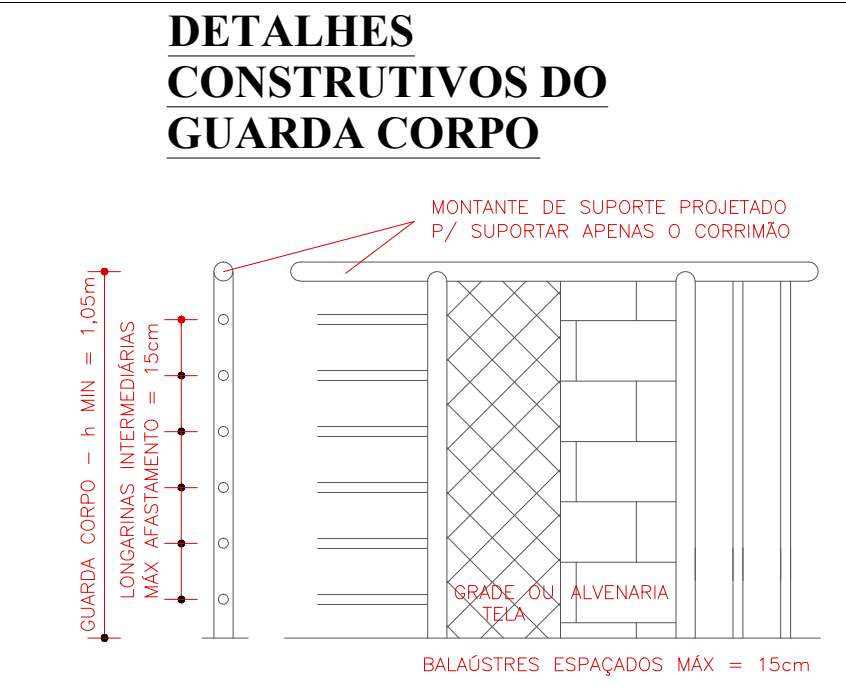 DETALHES
CONSTRUTIVOS DO
GUARDA CORPO
MONTANTE DE SUPORTE PROJETADO
P/ SUPORTAR APENAS O CORRIMÃO
GUARDA CORPO – h MIN = 1,05m
LONGARINAS INTERMEDIÁRIAS
MÁX AFASTAMENTO = 15cm
GRADE OU
TELA
ALVENARIA
BALAÚSTRES ESPAÇADOS MÁX = 15cm